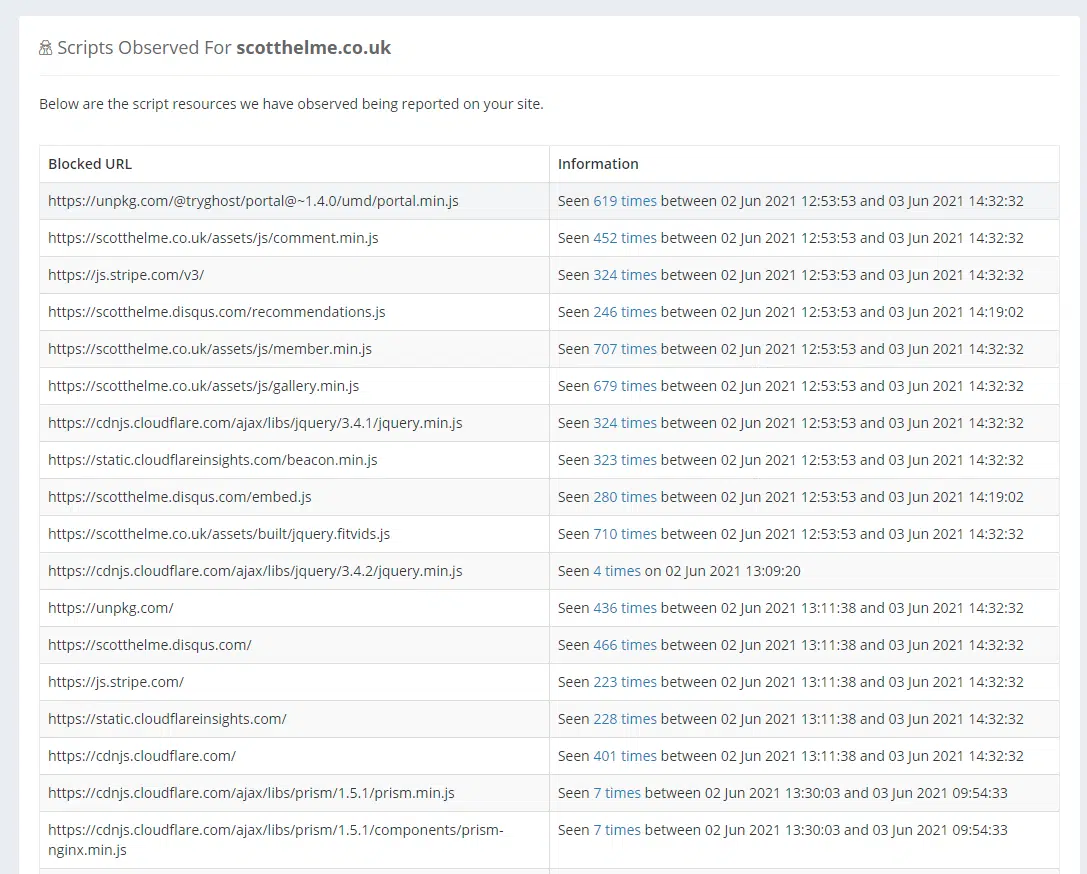 Scripts Observed For scotthelme.co.uk
Below are the script resources we have observed being reported on your site.
Blocked URL Information
https://unpkg.com/@tryghost/portal@~1.4.0/umd/portal.min.js Seen 619 times between 02 Jun 2021 12:53:53 and 03 Jun 2021 14:32:32
https://scotthelme.co.uk/assets/js/comment.min.js Seen 452 times between 02 Jun 2021 12:53:53 and 03 Jun 2021 14:32:32
https://js.stripe.com/v3/ Seen 324 times between 02 Jun 2021 12:53:53 and 03 Jun 2021 14:32:32
https://scotthelme.disqus.com/recommendations.js Seen 246 times between 02 Jun 2021 12:53:53 and 03 Jun 2021 14:19:02
https://scotthelme.co.uk/assets/js/member.min.js Seen 707 times between 02 Jun 2021 12:53:53 and 03 Jun 2021 14:32:32
https://scotthelme.co.uk/assets/js/gallery.min.js Seen 679 times between 02 Jun 2021 12:53:53 and 03 Jun 2021 14:32:32
https://cdnjs.cloudflare.com/ajax/libs/jquery/3.4.1/jquery.min.js Seen 324 times between 02 Jun 2021 12:53:53 and 03 Jun 2021 14:32:32
https://static.cloudflareinsights.com/beacon.min.js Seen 323 times between 02 Jun 2021 12:53:53 and 03 Jun 2021 14:32:32
https://scotthelme.disqus.com/embed.js Seen 280 times between 02 Jun 2021 12:53:53 and 03 Jun 2021 14:19:02
https://scotthelme.co.uk/assets/built/jquery.fitvids.js Seen 710 times between 02 Jun 2021 12:53:53 and 03 Jun 2021 14:32:32
https://cdnjs.cloudflare.com/ajax/libs/jquery/3.4.2/jquery.min.js Seen 4 times on 02 Jun 2021 13:09:20
https://unpkg.com/ Seen 436 times between 02 Jun 2021 13:11:38 and 03 Jun 2021 14:32:32
https://scotthelme.disqus.com/ Seen 466 times between 02 Jun 2021 13:11:38 and 03 Jun 2021 14:32:32
https://js.stripe.com/ Seen 223 times between 02 Jun 2021 13:11:38 and 03 Jun 2021 14:32:32
https://static.cloudflareinsights.com/ Seen 228 times between 02 Jun 2021 13:11:38 and 03 Jun 2021 14:32:32
https://cdnjs.cloudflare.com/ Seen 401 times between 02 Jun 2021 13:11:38 and 03 Jun 2021 14:32:32
https://cdnjs.cloudflare.com/ajax/libs/prism/1.5.1/prism.min.js Seen 7 times between 02 Jun 2021 13:30:03 and 03 Jun 2021 09:54:33
https://cdnjs.cloudflare.com/ajax/libs/prism/1.5.1/components/prism- Seen 7 times between 02 Jun 2021 13:30:03 and 03 Jun 2021 09:54:33
nginx.min.js